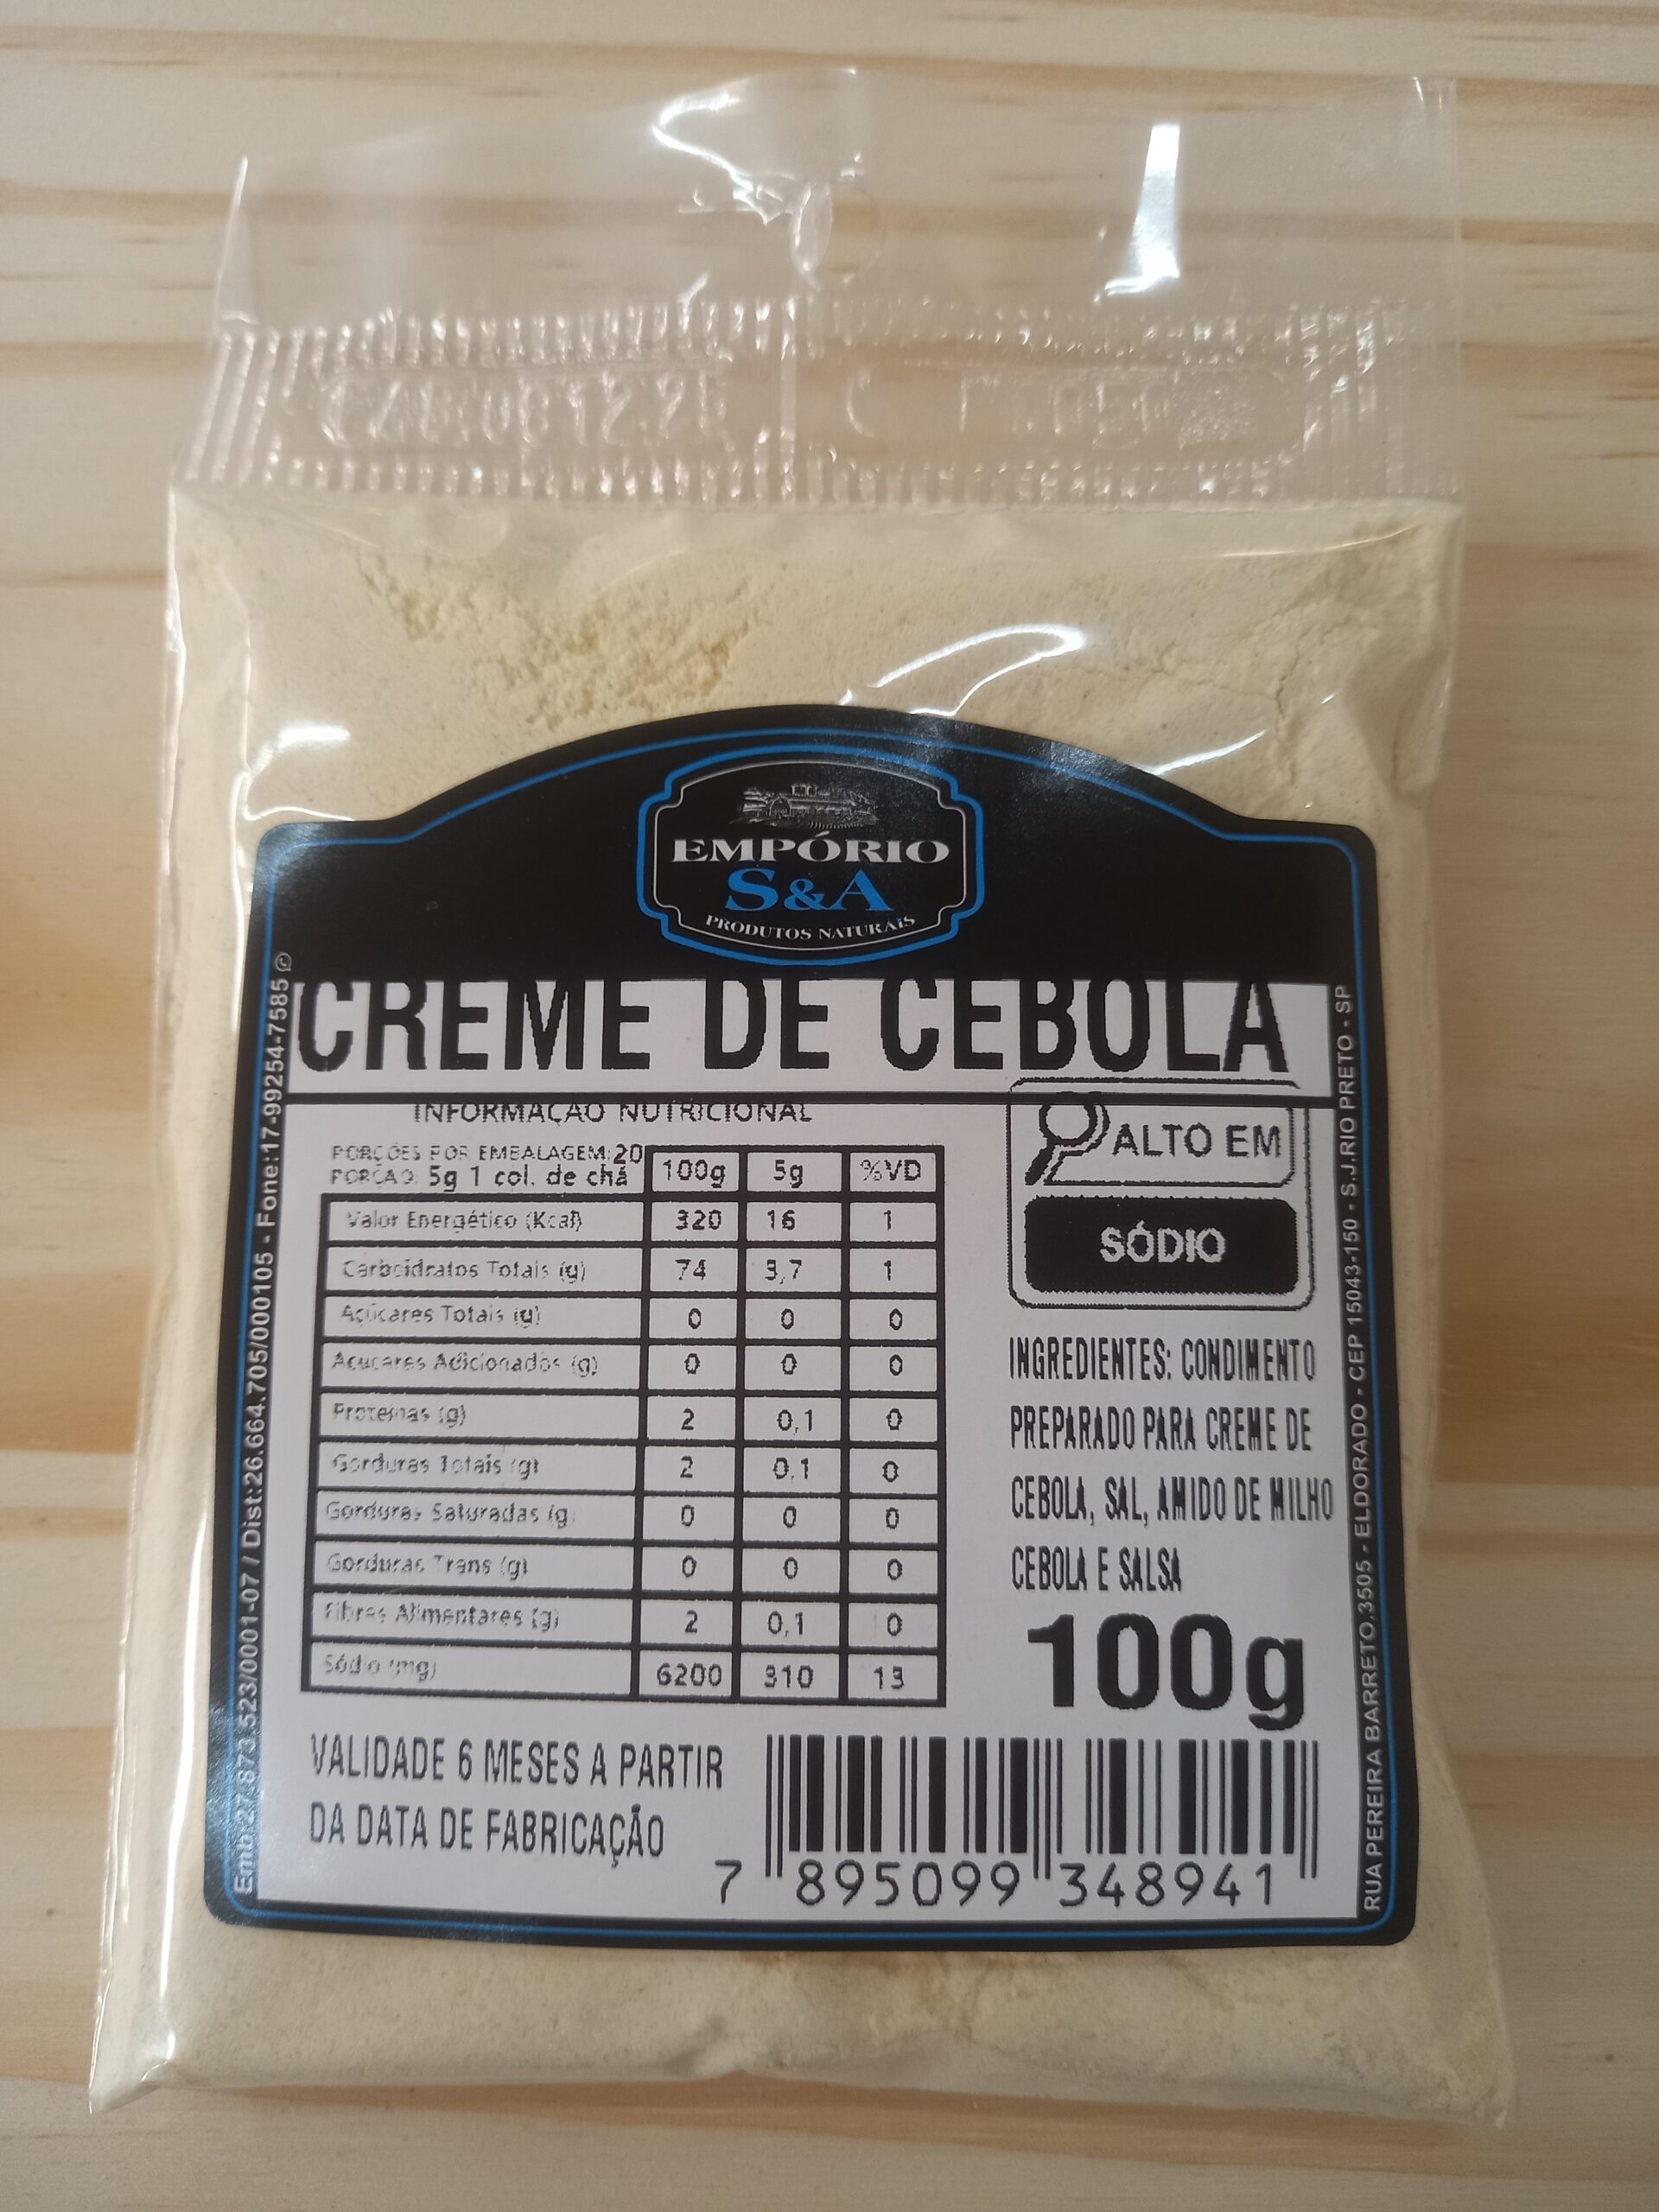 EMPÓRIO
S&A
PRODUTOS NATURAIS
CREME DE CEBOLA
INFORMAÇÃO NUTRICIONAL
PORÇÕES POR EMBALAGEM:20
PORÇÃO: 5g 1 col. de chá 100g 5g %VD
Valor Energético (Kcal) 320 16 1
Carboidratos Totais (g) 74 3,7 1
Açúcares Totais (g) 0 0 0
Açucares Adicionados (g) 0 0 0
Proteinas (g) 2 0,1 0
Gorduras Totais (g) 2 0.1 0
Gorduras Saturadas (g 0 0 0
Gorduras Trans (g) 0 0 0
Fibras Alimentares (g) 2 0,1 0
Sódio (mg) 6200 310 13
ALTO EM
SÓDIO
INGREDIENTES: CONDIMENTO
PREPARADO PARA CREME DE
CEBOLA, SAL, AMIDO DE MILHO
CEBOLA E SALSA
100g
VALIDADE 6 MESES A PARTIR
DA DATA DE FABRICAÇÃO
7 895099 348941
Emb:27.873.523/0001-07 / Dist:26.664.705/000105 - Fone:17-99254-7585
RUA PEREIRA BARRETO,3505 - ELDORADO - CEP 15043-150 - S.J.RIO PRETO - SP